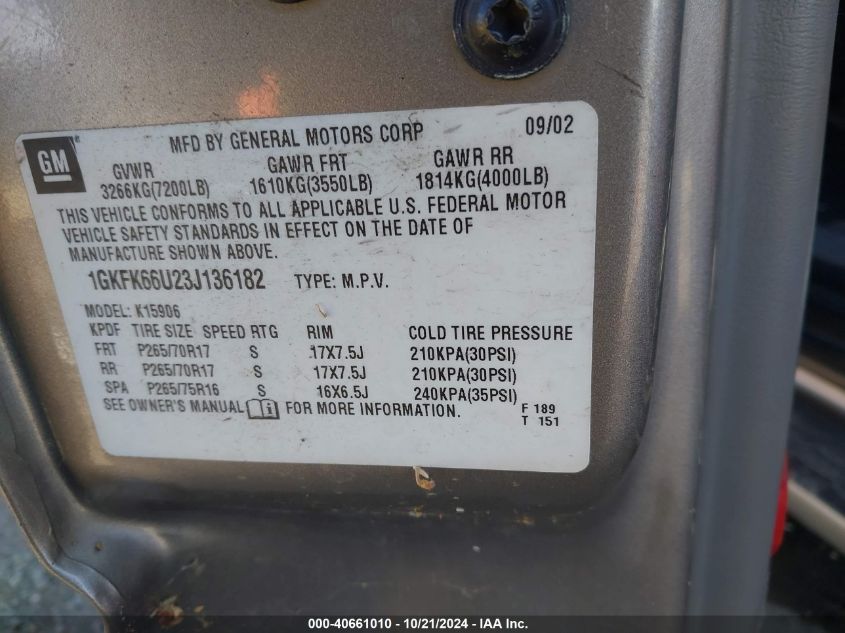 GM
MFD BY GENERAL MOTORS CORP 09/02
GVWR GAWR FRT GAWR RR
3266KG(7200LB) 1610KG(3550LB) 1814KG(4000LB)
THIS VEHICLE CONFORMS TO ALL APPLICABLE U.S. FEDERAL MOTOR
VEHICLE SAFETY STANDARDS IN EFFECT ON THE DATE OF
MANUFACTURE SHOWN ABOVE.
1GKFK66U23J136182 TYPE: M.P.V.
MODEL: K15906
KPDF TIRE SIZE SPEED RTG RIM COLD TIRE PRESSURE
FRT P265/70R17 S 17X7.5J 210KPA(30PSI)
RR P265/70R17 S 17X7.5J 210KPA(30PSI)
SPA P265/75R16 S 16X6.5J 240KPA(35PSI)
SEE OWNER'S MANUAL i FOR MORE INFORMATION.
F 189
T 151
000-40661010 - 10/21/2024 - IAA Inc.